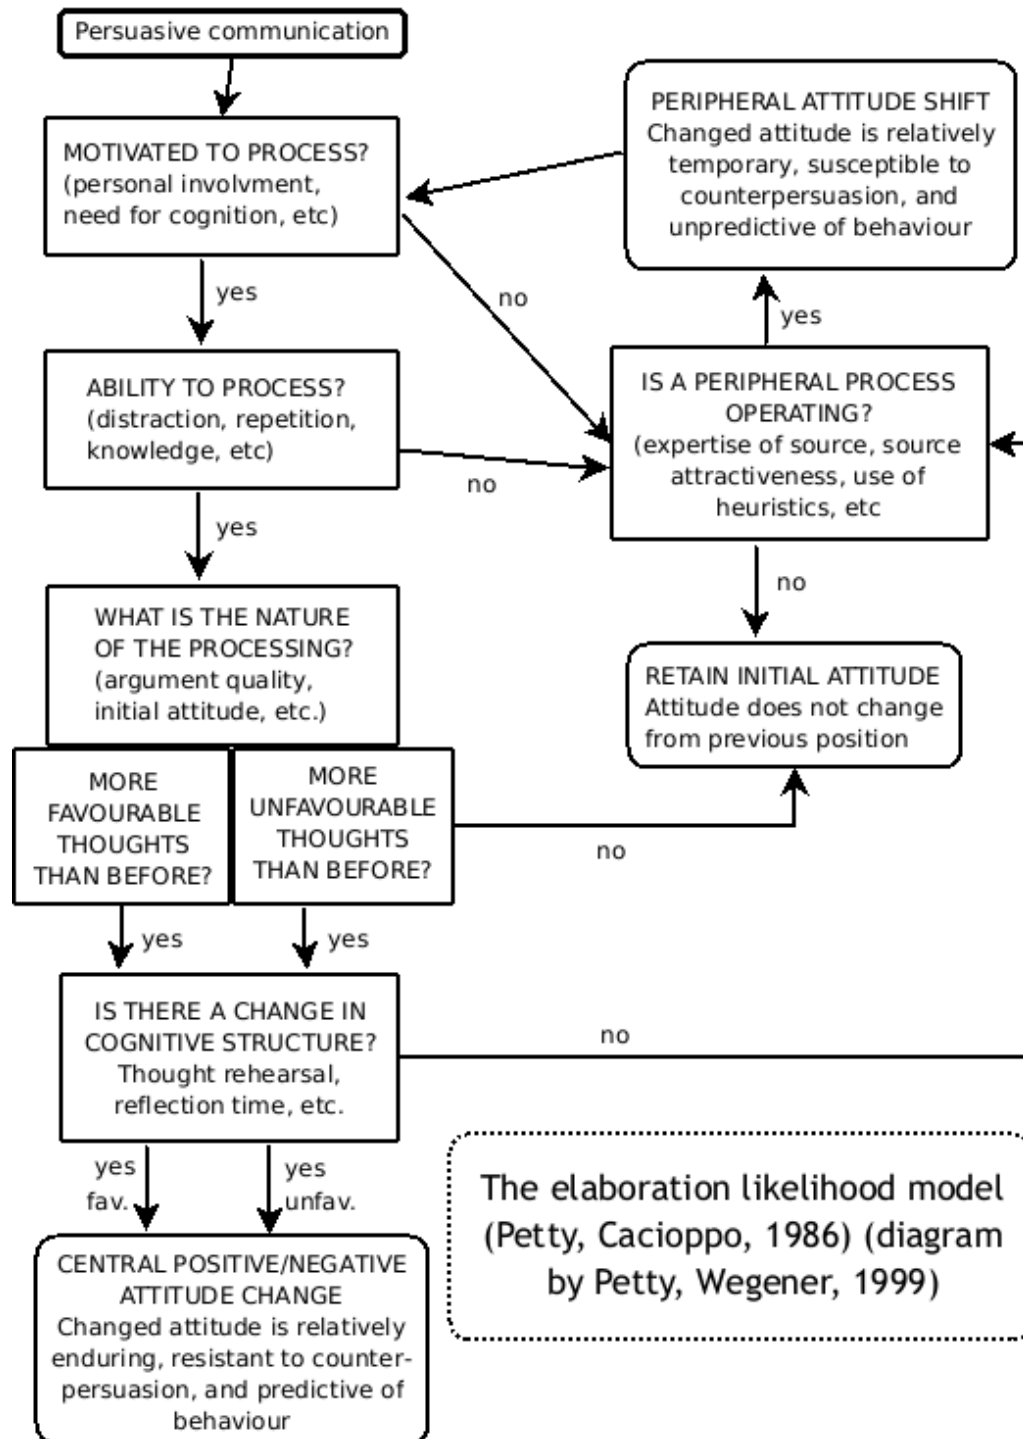 Persuasive communication
MOTIVATED TO PROCESS?
(personal involvment,
need for cognition, etc)
PERIPHERAL ATTITUDE SHIFT
Changed attitude is relatively
temporary, susceptible to
counterpersuasion, and
unpredictive of behaviour
yes
no
yes
ABILITY TO PROCESS?
(distraction, repetition,
knowledge, etc)
IS A PERIPHERAL PROCESS
OPERATING?
(expertise of source, source
attractiveness, use of
heuristics, etc
no
yes
no
WHAT IS THE NATURE
OF THE PROCESSING?
(argument quality,
initial attitude, etc.)
RETAIN INITIAL ATTITUDE
Attitude does not change
from previous position
MORE
FAVOURABLE
THOUGHTS
THAN BEFORE?
MORE
UNFAVOURABLE
THOUGHTS
THAN BEFORE?
no
yes
yes
IS THERE A CHANGE IN
COGNITIVE STRUCTURE?
Thought rehearsal,
reflection time, etc.
no
yes
fav.
yes
unfav.
The elaboration likelihood model
(Petty, Cacioppo, 1986) (diagram
by Petty, Wegener, 1999)
CENTRAL POSITIVE/NEGATIVE
ATTITUDE CHANGE
Changed attitude is relatively
enduring, resistant to counter-
persuasion, and predictive of
behaviour